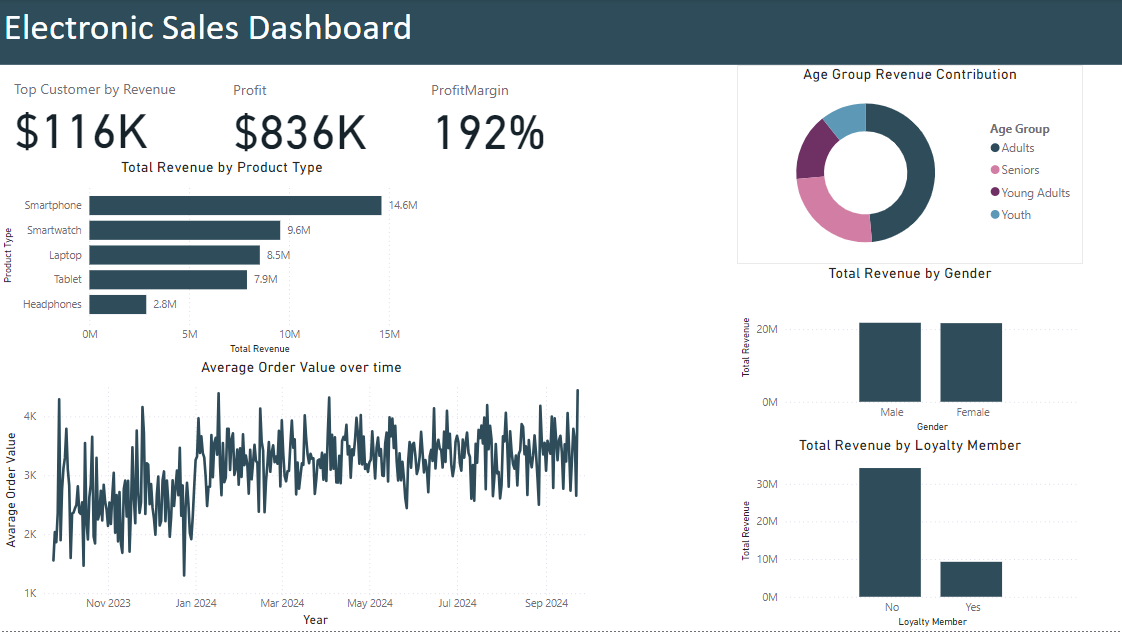 Electronic Sales Dashboard
Top Customer by Revenue
$116K
Profit
$836K
ProfitMargin
192%
Total Revenue by Product Type
Product Type
Smartphone
14.6M
Smartwatch
9.6M
Laptop
8.5M
Tablet
7.9M
Headphones
2.8M
0M
5M
10M
15M
Total Revenue
Average Order Value over time
Avarage Order Value
4K
3K
2K
1K
Nov 2023
Jan 2024
Mar 2024
May 2024
Jul 2024
Sep 2024
Year
Age Group Revenue Contribution
Age Group
Adults
Seniors
Young Adults
Youth
Total Revenue by Gender
Total Revenue
20M
0M
Male
Female
Gender
Total Revenue by Loyalty Member
Total Revenue
30M
20M
10M
0M
No
Yes
Loyalty Member